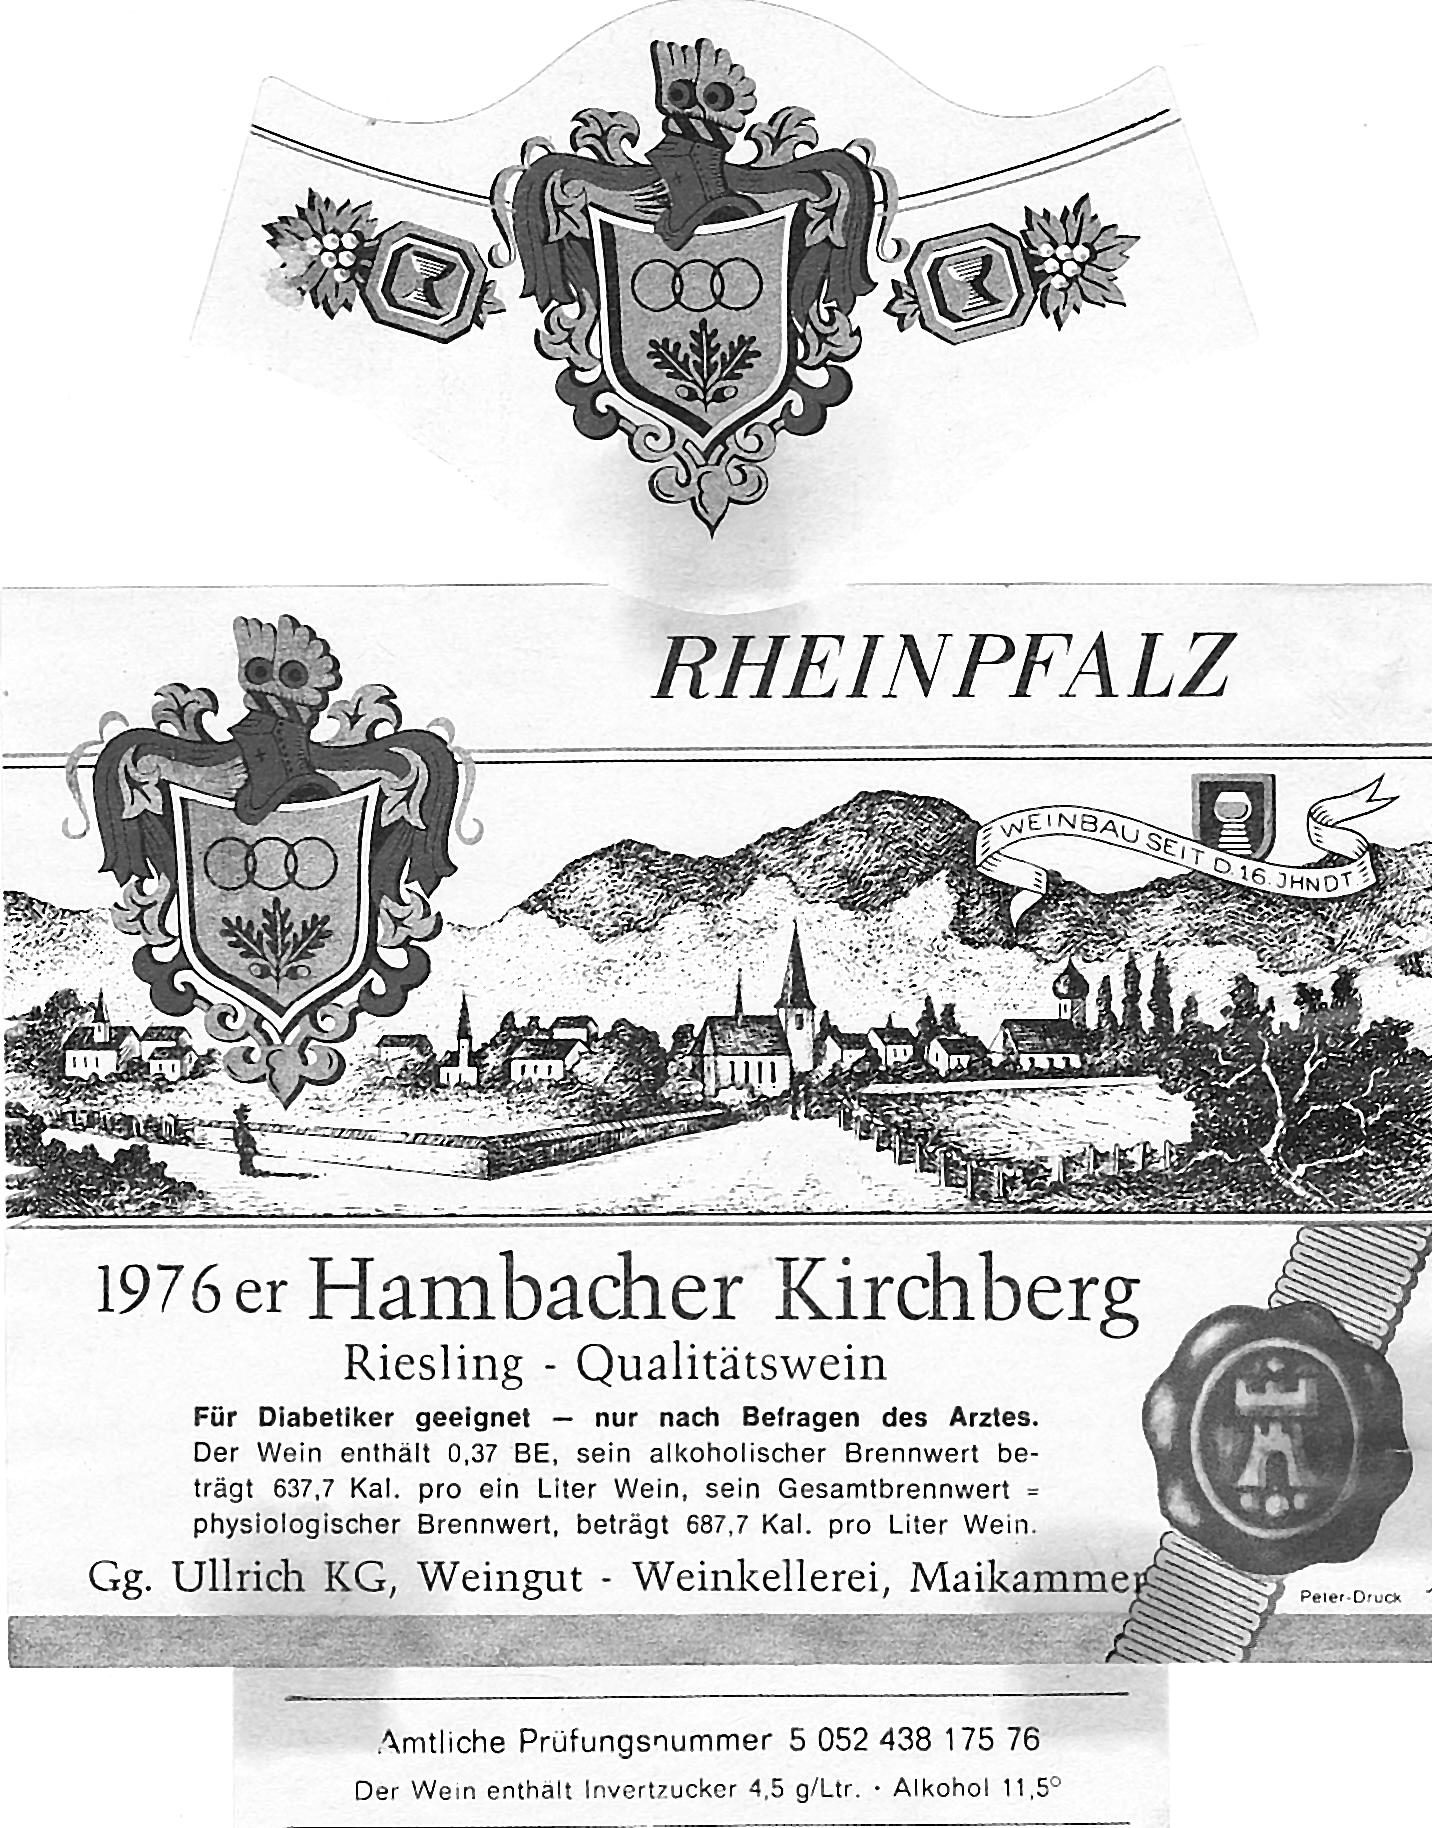 RHEINPFALZ
WEINBAU SEIT D. 16. JHNDT.
1976er Hambacher Kirchberg
Riesling - Qualitätswein
Für Diabetiker geeignet – nur nach Befragen des Arztes.
Der Wein enthält 0,37 BE, sein alkoholischer Brennwert be-
trägt 637,7 Kal. pro ein Liter Wein, sein Gesamtbrennwert =
physiologischer Brennwert, beträgt 687,7 Kal. pro Liter Wein.
Gg. Ullrich KG, Weingut - Weinkellerei, Maikammer
Peter-Druck
Amtliche Prüfungsnummer 5 052 438 175 76
Der Wein enthält Invertzucker 4,5 g/Ltr. · Alkohol 11,5°